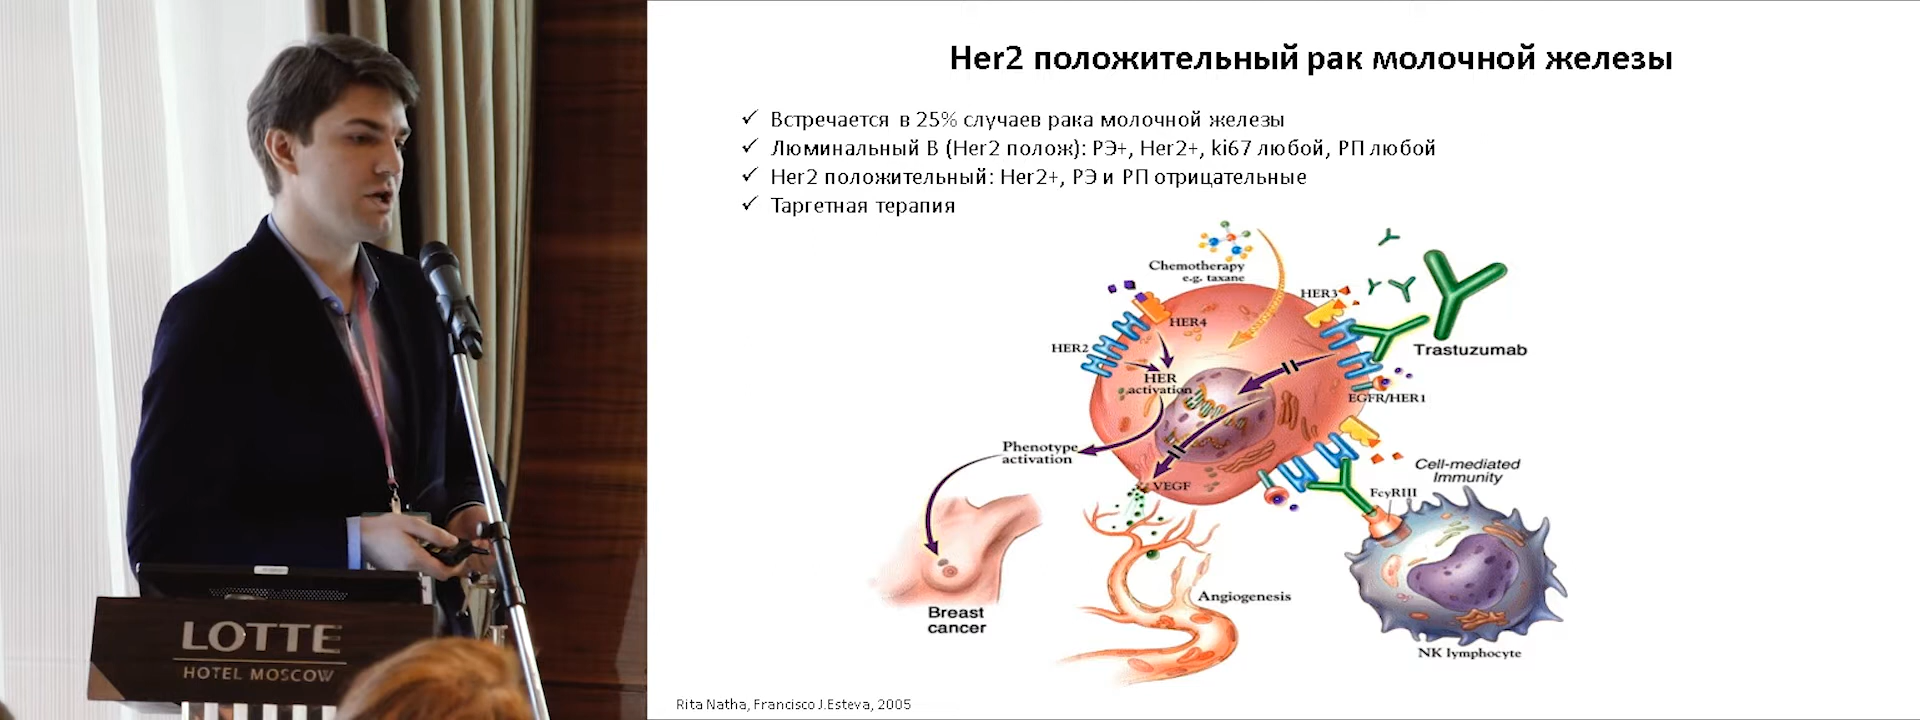 LOTTE
HOTEL MOSCOW
Her2 положительный рак молочной железы
Встречается в 25% случаев рака молочной железы
Люминальный В (Her2 полож): РЭ+, Her2+, ki67 любой, РП любой
Her2 положительный: Her2+, РЭ и РП отрицательные
Таргетная терапия
Chemotherapy
e.g. taxane
HER3
HER4
HER2
Trastuzumab
HER
activation
EGFR/HER1
Phenotype
activation
Cell-mediated
Immunity
VEGF
FcγRIII
Angiogenesis
Breast
cancer
NK lymphocyte
Rita Natha, Francisco J.Esteva, 2005